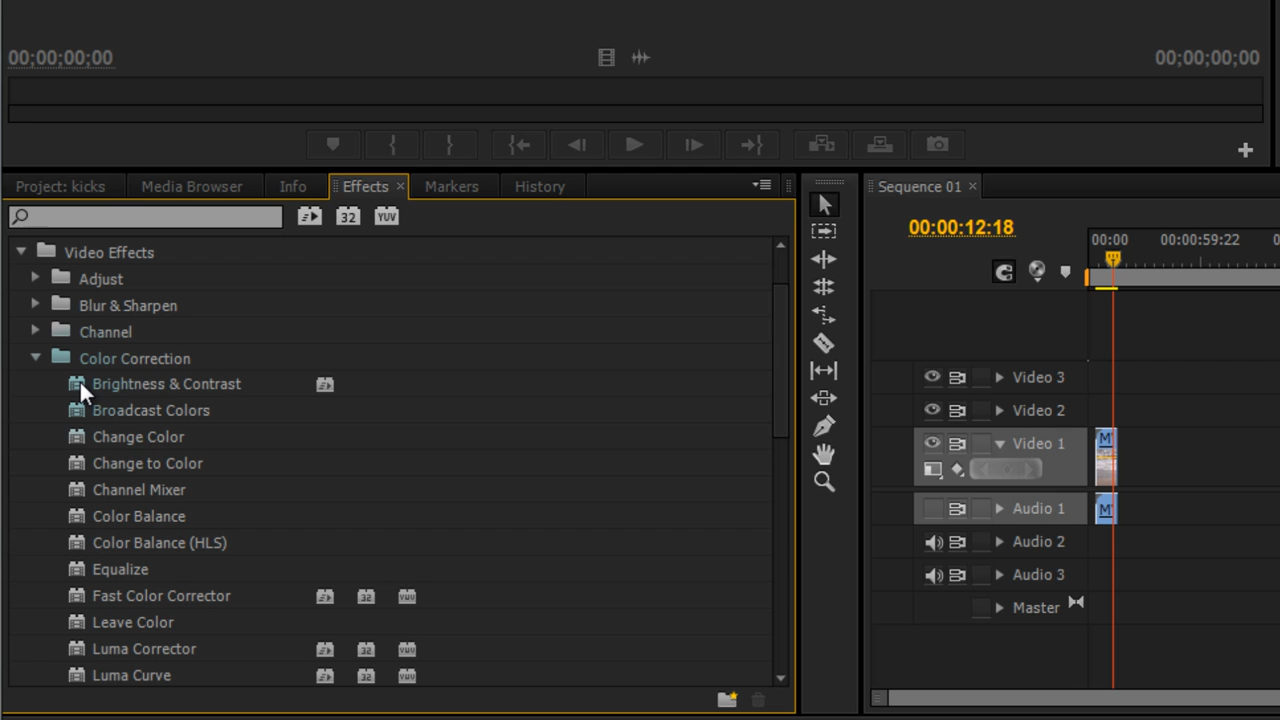 00;00;00;00
00;00;00;00
Project: kicks
Media Browser
Info
Effects
Markers
History
32
YUV
Video Effects
Adjust
Blur & Sharpen
Channel
Color Correction
Brightness & Contrast
Broadcast Colors
Change Color
Change to Color
Channel Mixer
Color Balance
Color Balance (HLS)
Equalize
Fast Color Corrector 32 YUV
Leave Color
Luma Corrector 32 YUV
Luma Curve 32 YUV
Sequence 01
00:00:12:18
00:00
00:00:59:22
Video 3
Video 2
Video 1
M
Audio 1
M
Audio 2
Audio 3
Master